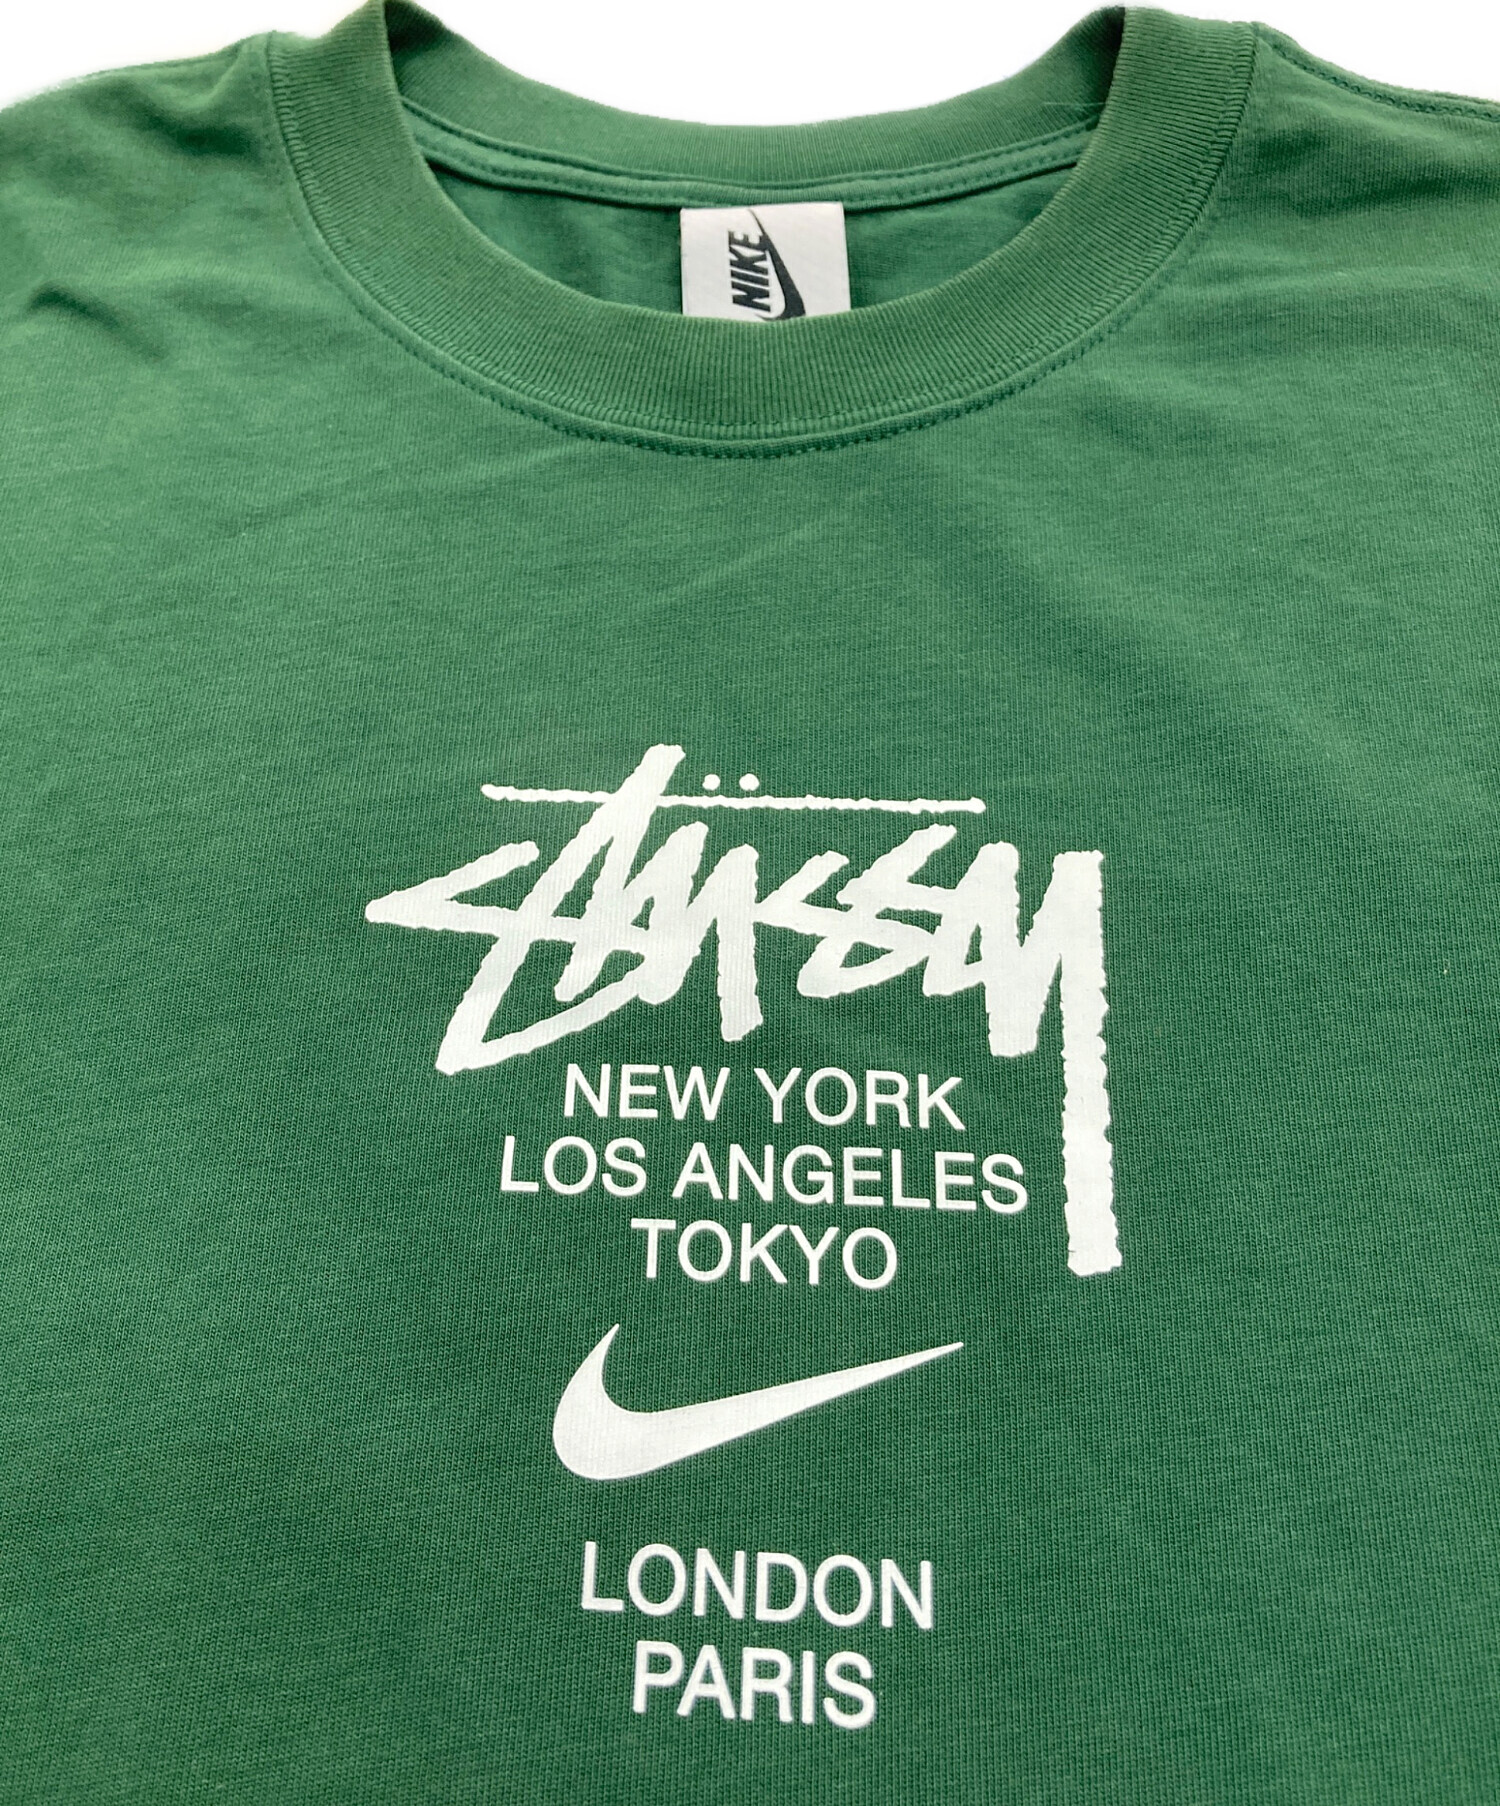 NIKE
Stüssy
NEW YORK
LOS ANGELES
TOKYO
LONDON
PARIS